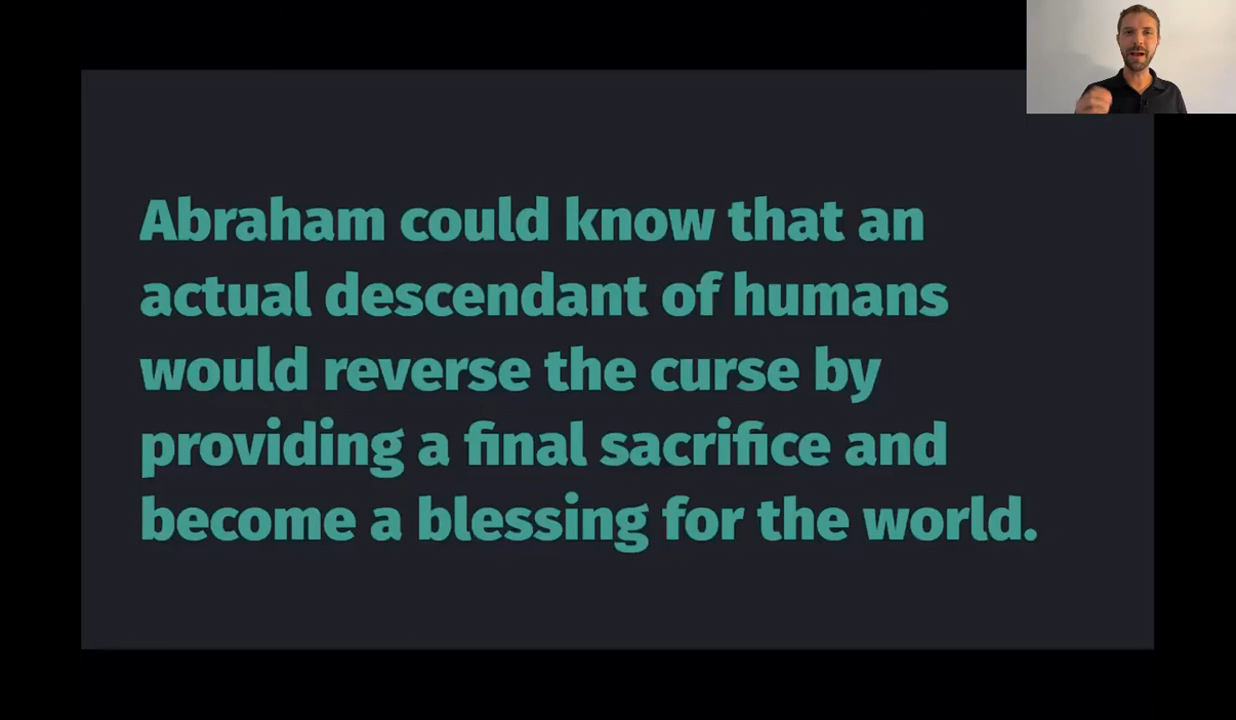 Abraham could know that an
actual descendant of humans
would reverse the curse by
providing a final sacrifice and
become a blessing for the world.